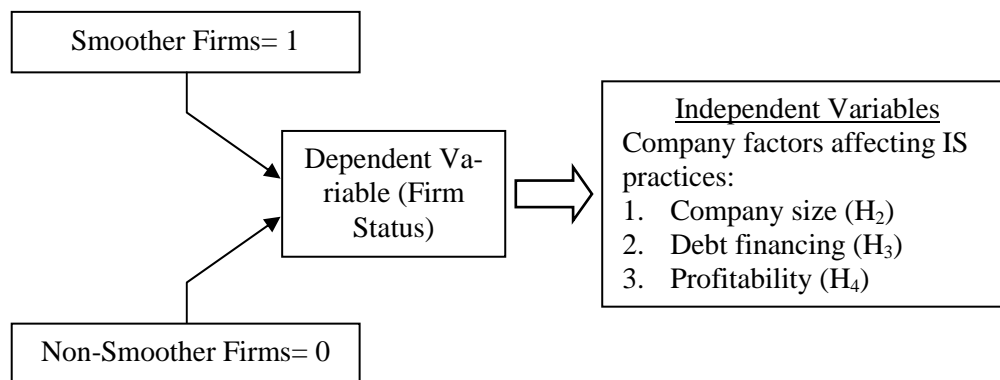 Smoother Firms= 1
Dependent Va-
riable (Firm
Status)
Non-Smoother Firms= 0
Independent Variables
Company factors affecting IS
practices:
1. Company size (H₂)
2. Debt financing (H₃)
3. Profitability (H₄)